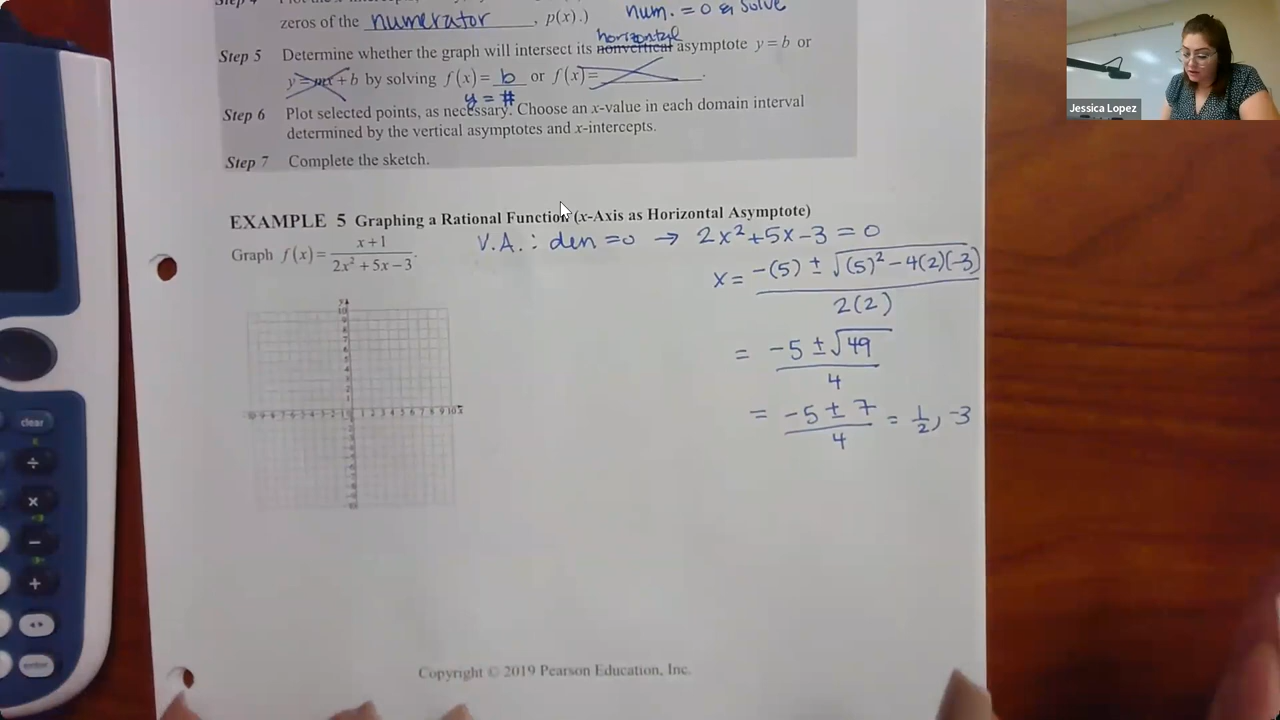 Step 4
zeros of the numerator, p(x).) num. = 0 & solve
horizontal
Step 5 Determine whether the graph will intersect its nonvertical asymptote y = b or
y = mx + b by solving f(x) = b or f(x) = ____.
y = #
Step 6 Plot selected points, as necessary. Choose an x-value in each domain interval
determined by the vertical asymptotes and x-intercepts.
Step 7 Complete the sketch.
EXAMPLE 5 Graphing a Rational Function (x-Axis as Horizontal Asymptote)
Graph f(x) = (x+1)/(2x²+5x−3).
V.A.: den = 0 → 2x²+5x−3 = 0
x = (−(5) ± √((5)² − 4(2)(−3)))/(2(2))
= (−5 ± √49)/4
= (−5 ± 7)/4 = 1/2, −3
Copyright © 2019 Pearson Education, Inc.
Jessica Lopez
clear
÷
×
−
+
enter